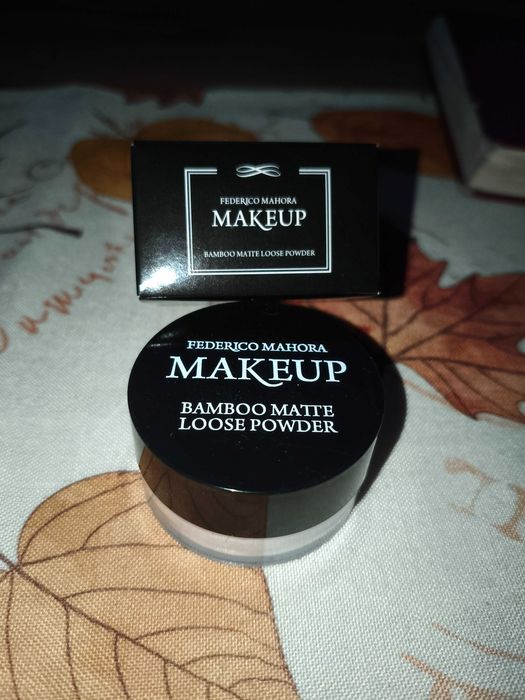 FEDERICO MAHORA
MAKEUP
BAMBOO MATTE LOOSE POWDER
FEDERICO MAHORA
MAKEUP
BAMBOO MATTE
LOOSE POWDER